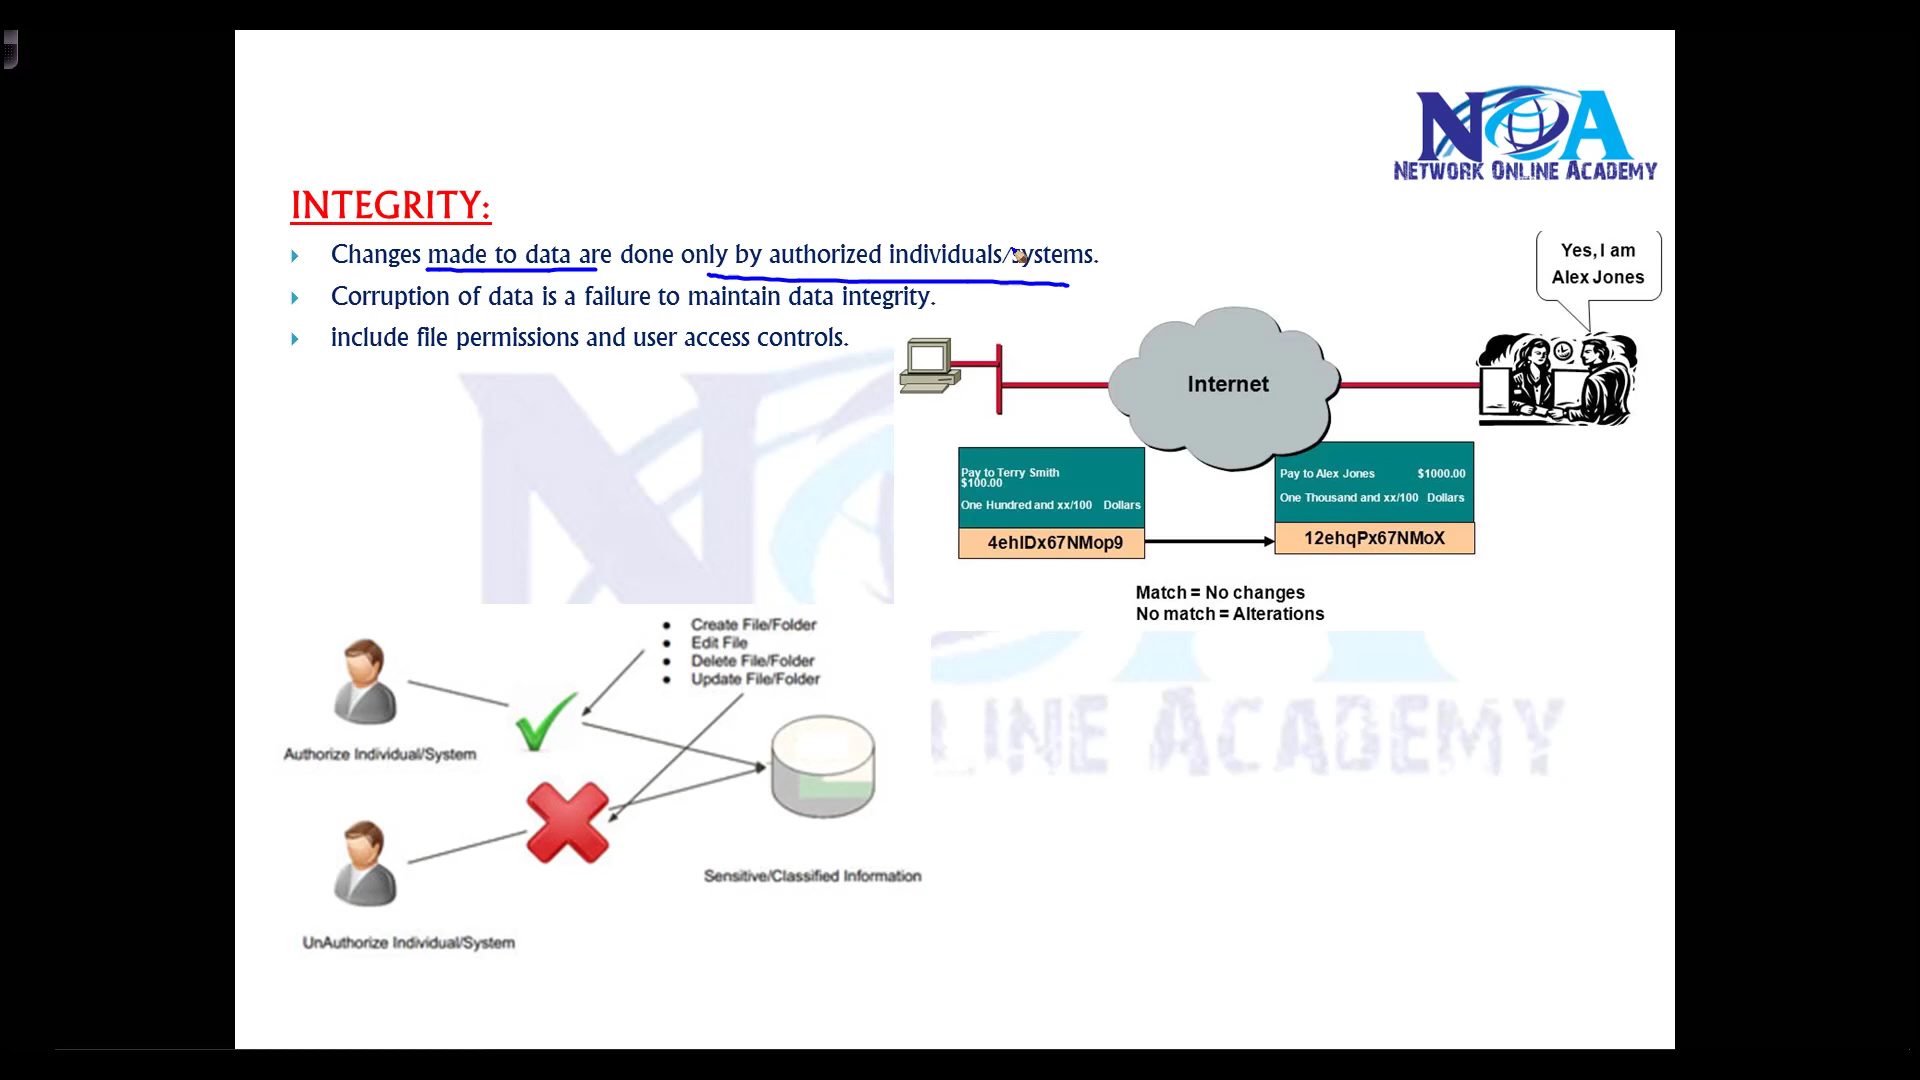 NOA
NETWORK ONLINE ACADEMY
INTEGRITY:
Changes made to data are done only by authorized individuals/systems.
Corruption of data is a failure to maintain data integrity.
include file permissions and user access controls.
Yes, I am
Alex Jones
Internet
Pay to Terry Smith
$100.00
One Hundred and xx/100 Dollars
4ehIDx67NMop9
Pay to Alex Jones $1000.00
One Thousand and xx/100 Dollars
12ehqPx67NMoX
Match = No changes
No match = Alterations
Create File/Folder
Edit File
Delete File/Folder
Update File/Folder
Authorize Individual/System
Sensitive/Classified Information
UnAuthorize Individual/System
N
LINE ACADEMY